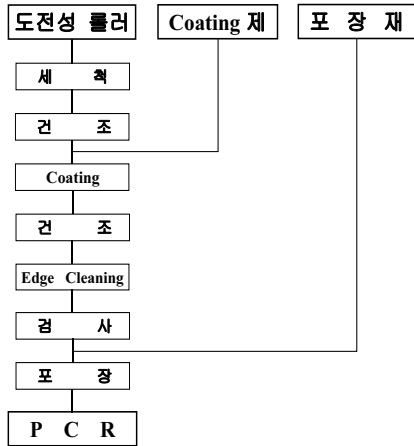 도전성 롤러 Coating 제 포 장 재
세 척
건 조
Coating
건 조
Edge Cleaning
검 사
포 장
P C R